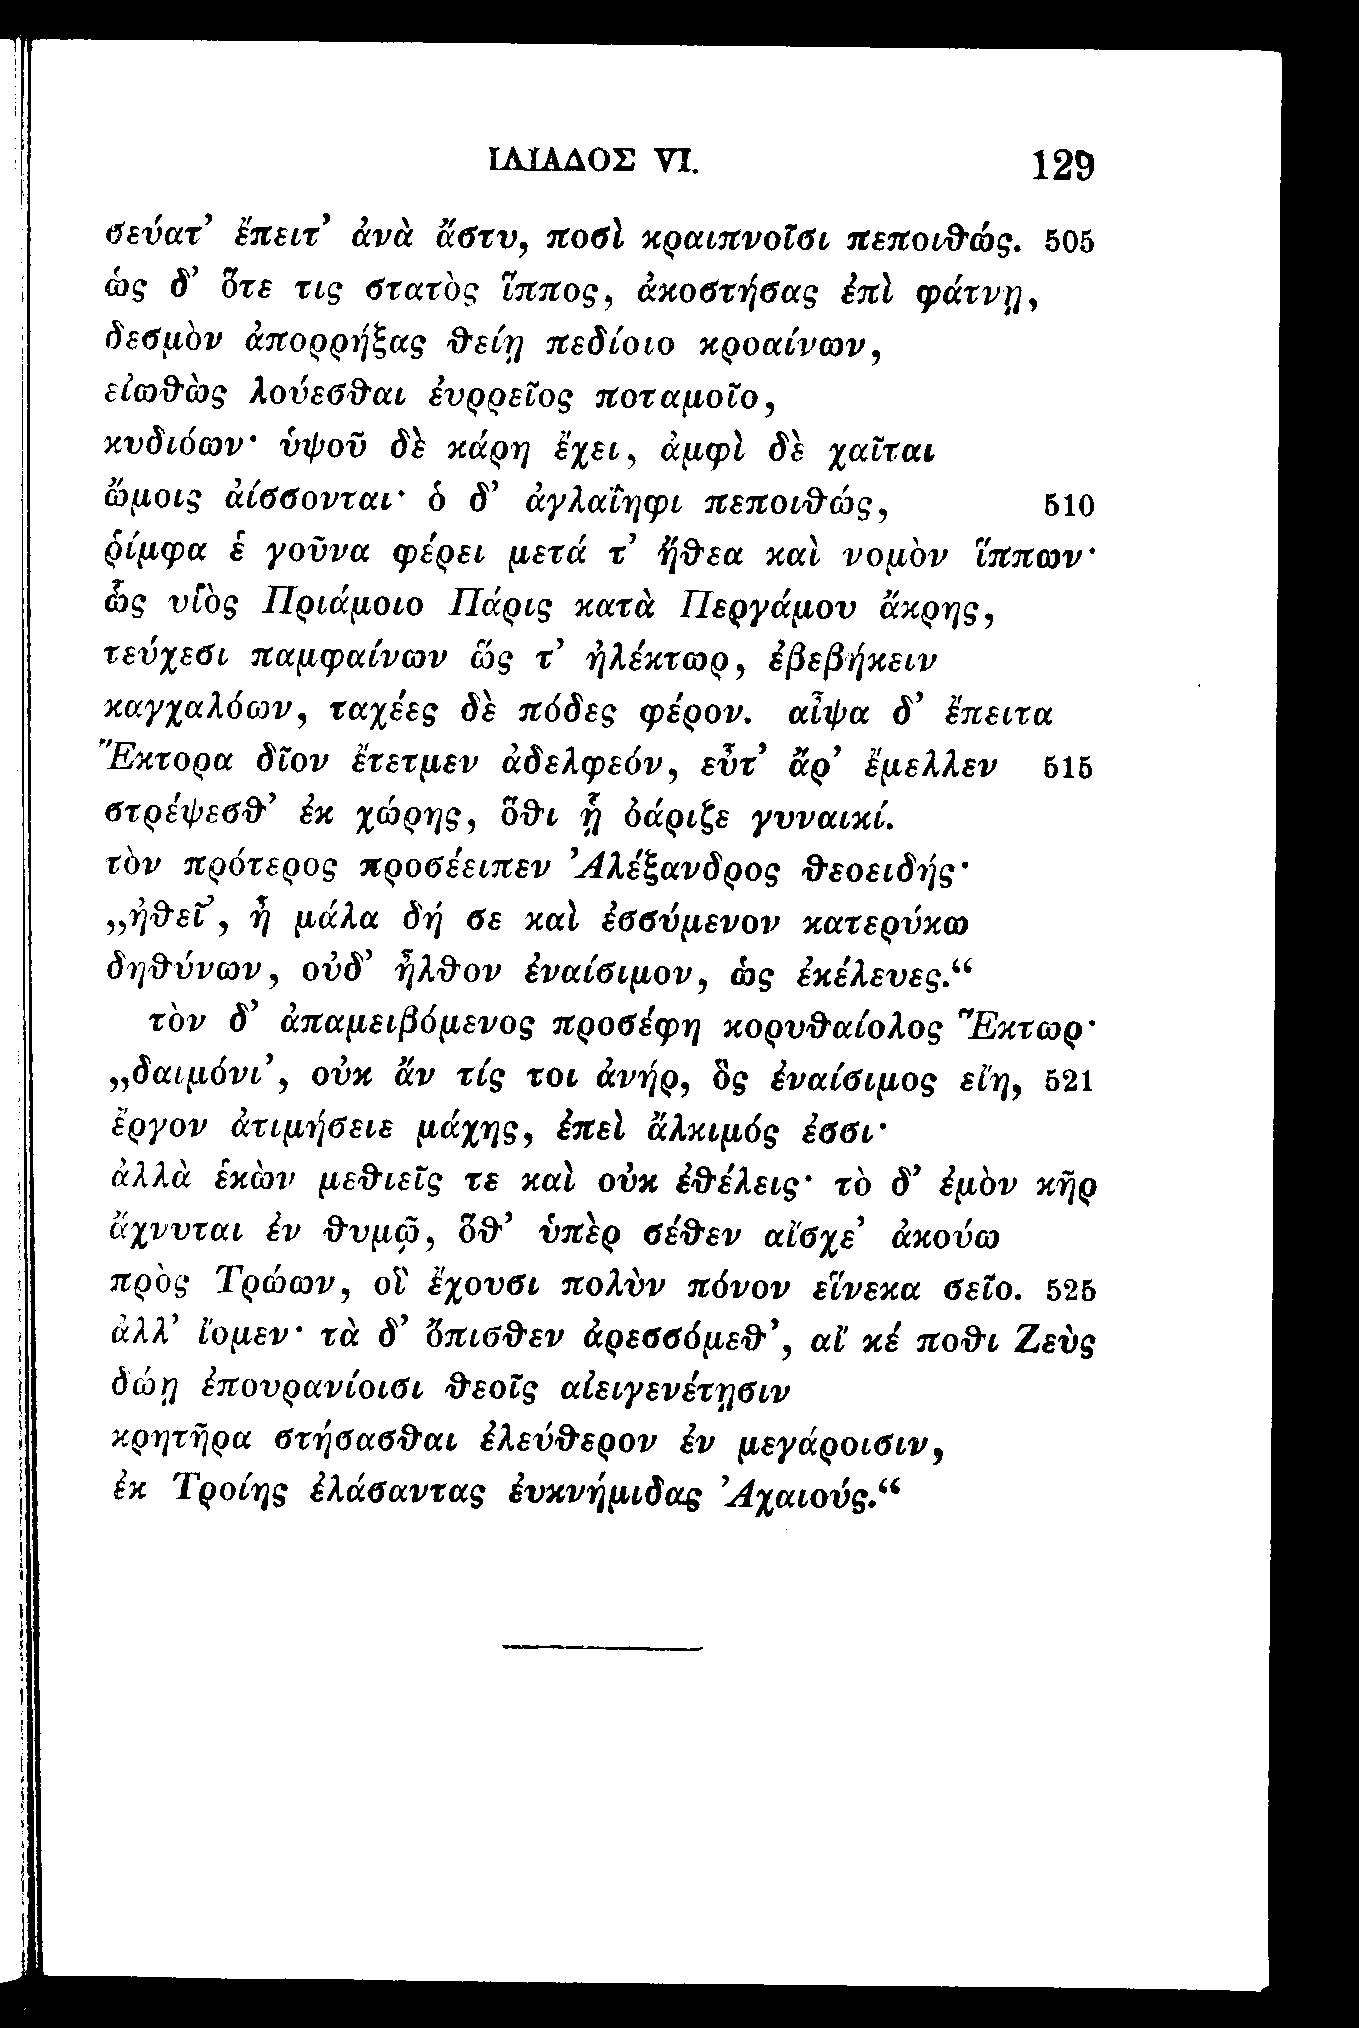 ΙΛΙΑΔΟΣ VI. 129
σεύατ’ ἔπειτ’ ἀνὰ ἄστυ, ποσὶ κραιπνοῖσι πεποιθώς. 505
ὡς δ’ ὅτε τις στατὸς ἵππος, ἀκοστήσας ἐπὶ φάτνῃ,
δεσμὸν ἀπορρήξας θείῃ πεδίοιο κροαίνων,
εἰωθὼς λούεσθαι ἐυρρεῖος ποταμοῖο,
κυδιόων· ὑψοῦ δὲ κάρη ἔχει, ἀμφὶ δὲ χαῖται
ὤμοις ἀίσσονται· ὁ δ’ ἀγλαΐηφι πεποιθώς, 510
ῥίμφα ἑ γοῦνα φέρει μετά τ’ ἤθεα καὶ νομὸν ἵππων·
ὣς υἱὸς Πριάμοιο Πάρις κατὰ Περγάμου ἄκρης,
τεύχεσι παμφαίνων ὥς τ’ ἠλέκτωρ, ἐβεβήκειν
καγχαλόων, ταχέες δὲ πόδες φέρον. αἶψα δ’ ἔπειτα
Ἕκτορα δῖον ἔτετμεν ἀδελφεόν, εὖτ’ ἄρ’ ἔμελλεν 515
στρέψεσθ’ ἐκ χώρης, ὅθι ᾗ ὀάριζε γυναικί.
τὸν πρότερος προσέειπεν Ἀλέξανδρος θεοειδής·
„ἠθεῖ’, ἦ μάλα δή σε καὶ ἐσσύμενον κατερύκω
δηθύνων, οὐδ’ ἦλθον ἐναίσιμον, ὡς ἐκέλευες.“
τὸν δ’ ἀπαμειβόμενος προσέφη κορυθαίολος Ἕκτωρ·
„δαιμόνι’, οὐκ ἄν τίς τοι ἀνήρ, ὃς ἐναίσιμος εἴη, 521
ἔργον ἀτιμήσειε μάχης, ἐπεὶ ἄλκιμός ἐσσι·
ἀλλὰ ἑκὼν μεθιεῖς τε καὶ οὐκ ἐθέλεις· τὸ δ’ ἐμὸν κῆρ
ἄχνυται ἐν θυμῷ, ὅθ’ ὑπὲρ σέθεν αἴσχε’ ἀκούω
πρὸς Τρώων, οἳ ἔχουσι πολὺν πόνον εἵνεκα σεῖο. 525
ἀλλ’ ἴομεν· τὰ δ’ ὄπισθεν ἀρεσσόμεθ’, αἴ κέ ποθι Ζεὺς
δώῃ ἐπουρανίοισι θεοῖς αἰειγενέτῃσιν
κρητῆρα στήσασθαι ἐλεύθερον ἐν μεγάροισιν,
ἐκ Τροίης ἐλάσαντας ἐυκνήμιδας Ἀχαιούς.“